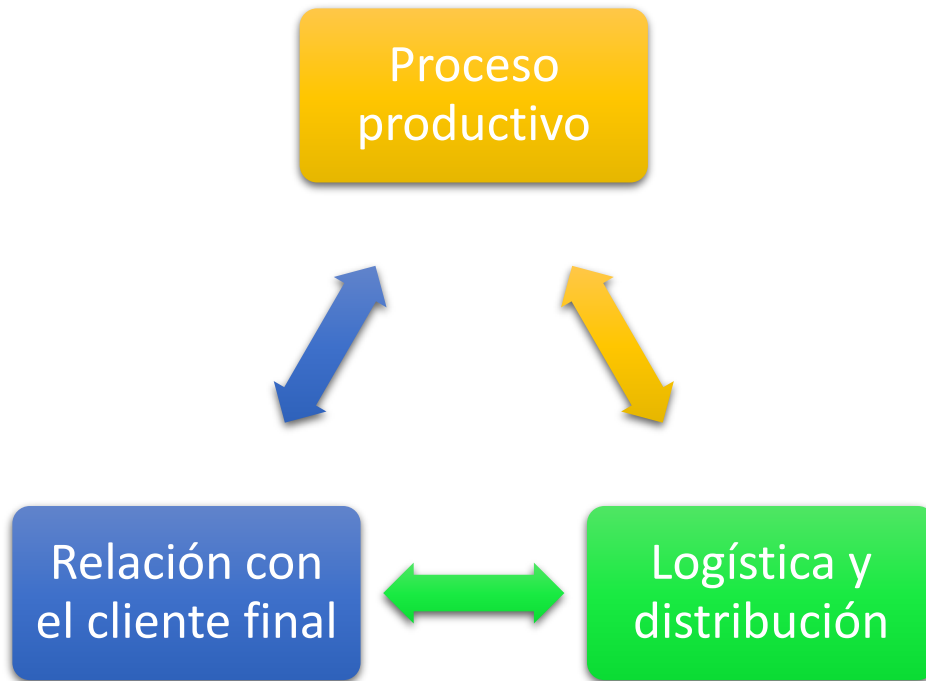 Proceso
productivo
Relación con
el cliente final
Logística y
distribución